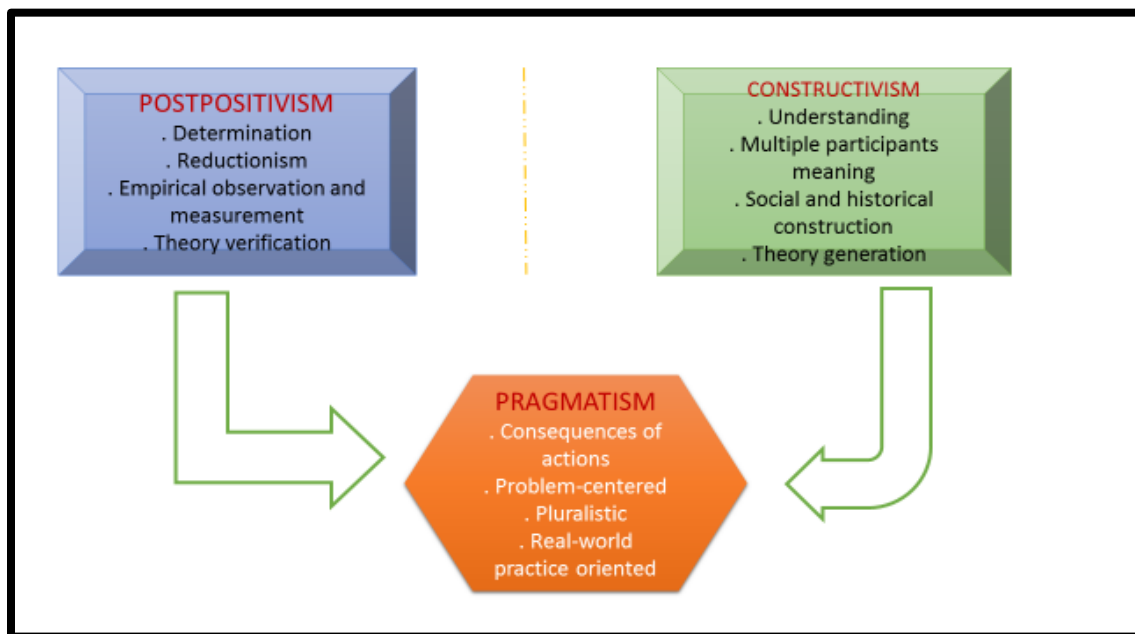 POSTPOSITIVISM
. Determination
. Reductionism
. Empirical observation and
measurement
. Theory verification
CONSTRUCTIVISM
. Understanding
. Multiple participants
meaning
. Social and historical
construction
. Theory generation
PRAGMATISM
. Consequences of
actions
. Problem-centered
. Pluralistic
. Real-world
practice oriented